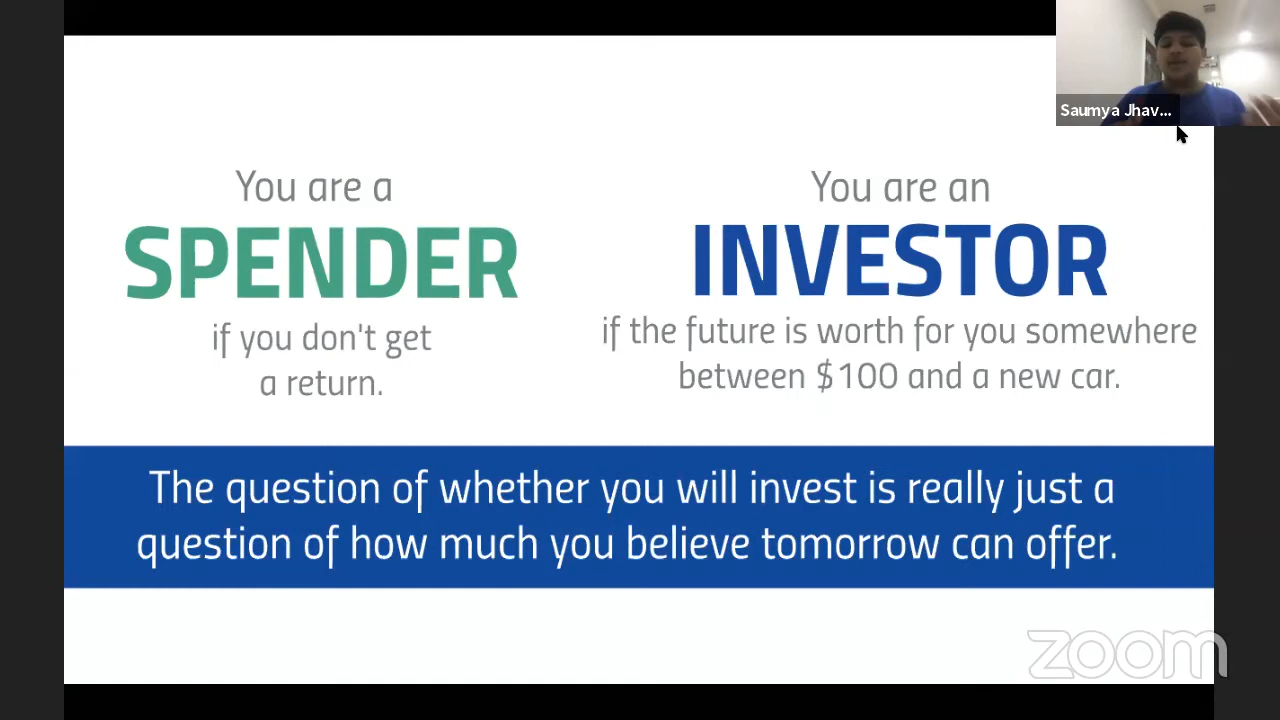 Saumya Jhav...
You are a
SPENDER
if you don't get
a return.
You are an
INVESTOR
if the future is worth for you somewhere
between $100 and a new car.
The question of whether you will invest is really just a
question of how much you believe tomorrow can offer.
zoom